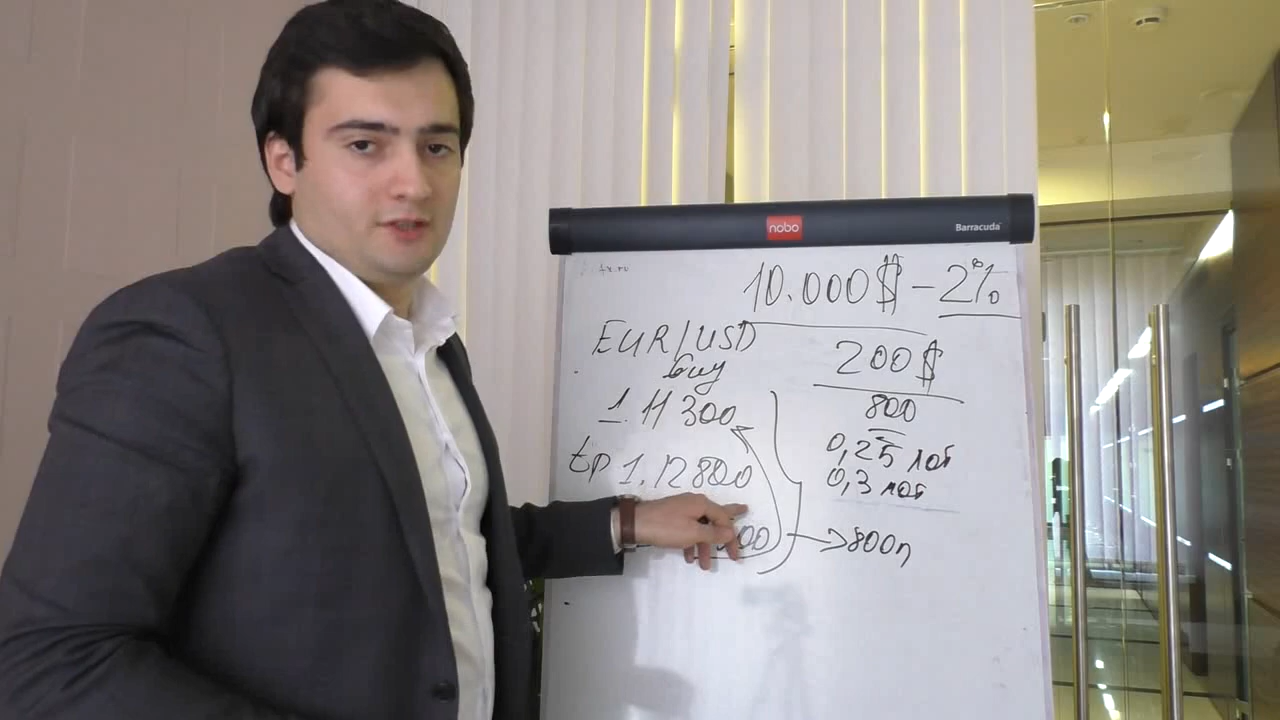 nobo
Barracuda
10.000$ - 2%
EUR/USD
buy
200$
1.11300
800
tp 1.12800
0,25 лот
0,3 лот
800п